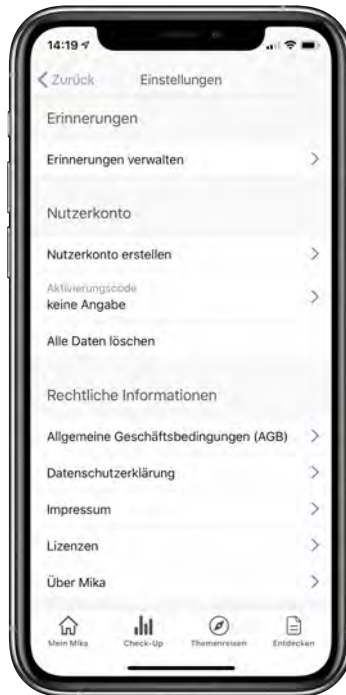 14:19
Zurück
Einstellungen
Erinnerungen
Erinnerungen verwalten
Nutzerkonto
Nutzerkonto erstellen
Aktivierungscode
keine Angabe
Alle Daten löschen
Rechtliche Informationen
Allgemeine Geschäftsbedingungen (AGB)
Datenschutzerklärung
Impressum
Lizenzen
Über Mika
Mein Mika
Check-Up
Themenreisen
Entdecken